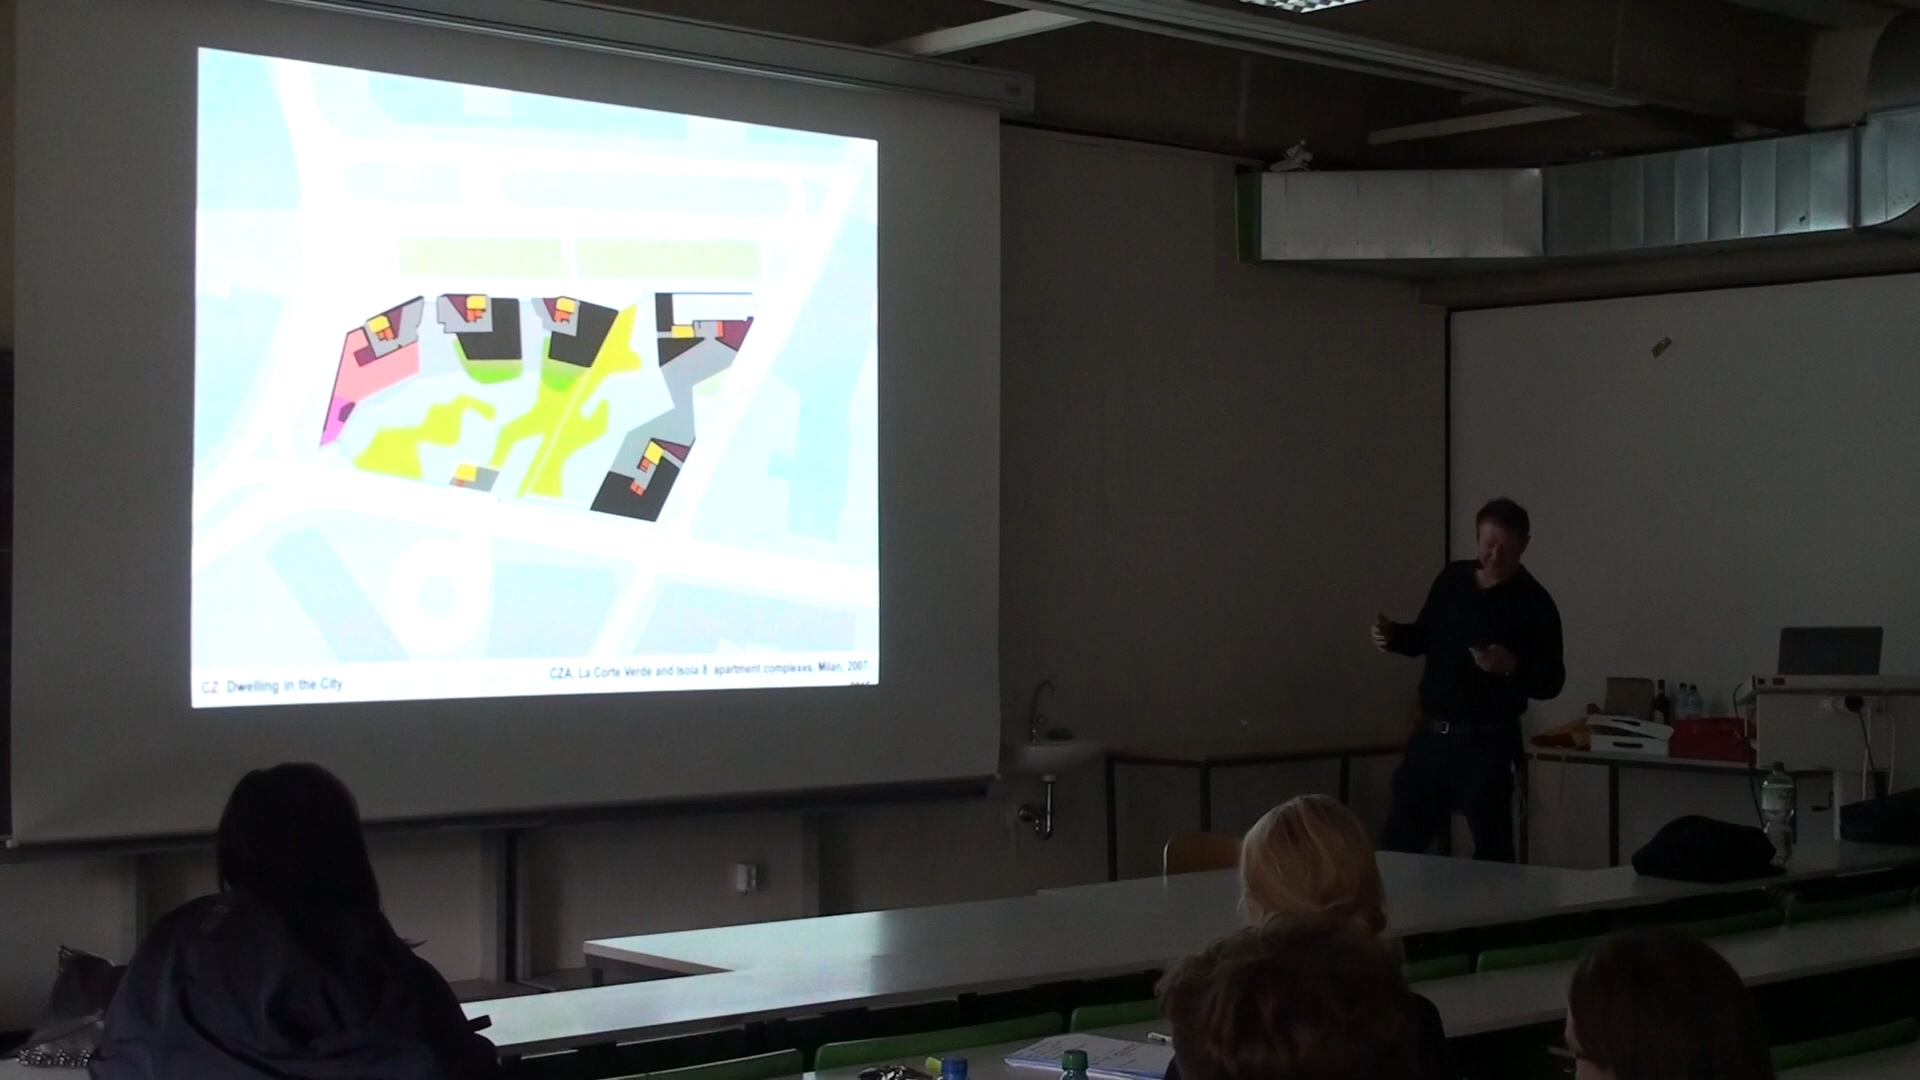 CZ Dwelling in the City
CZA, La Corte Verde and Isola 8 apartment complexes, Milan, 2007-